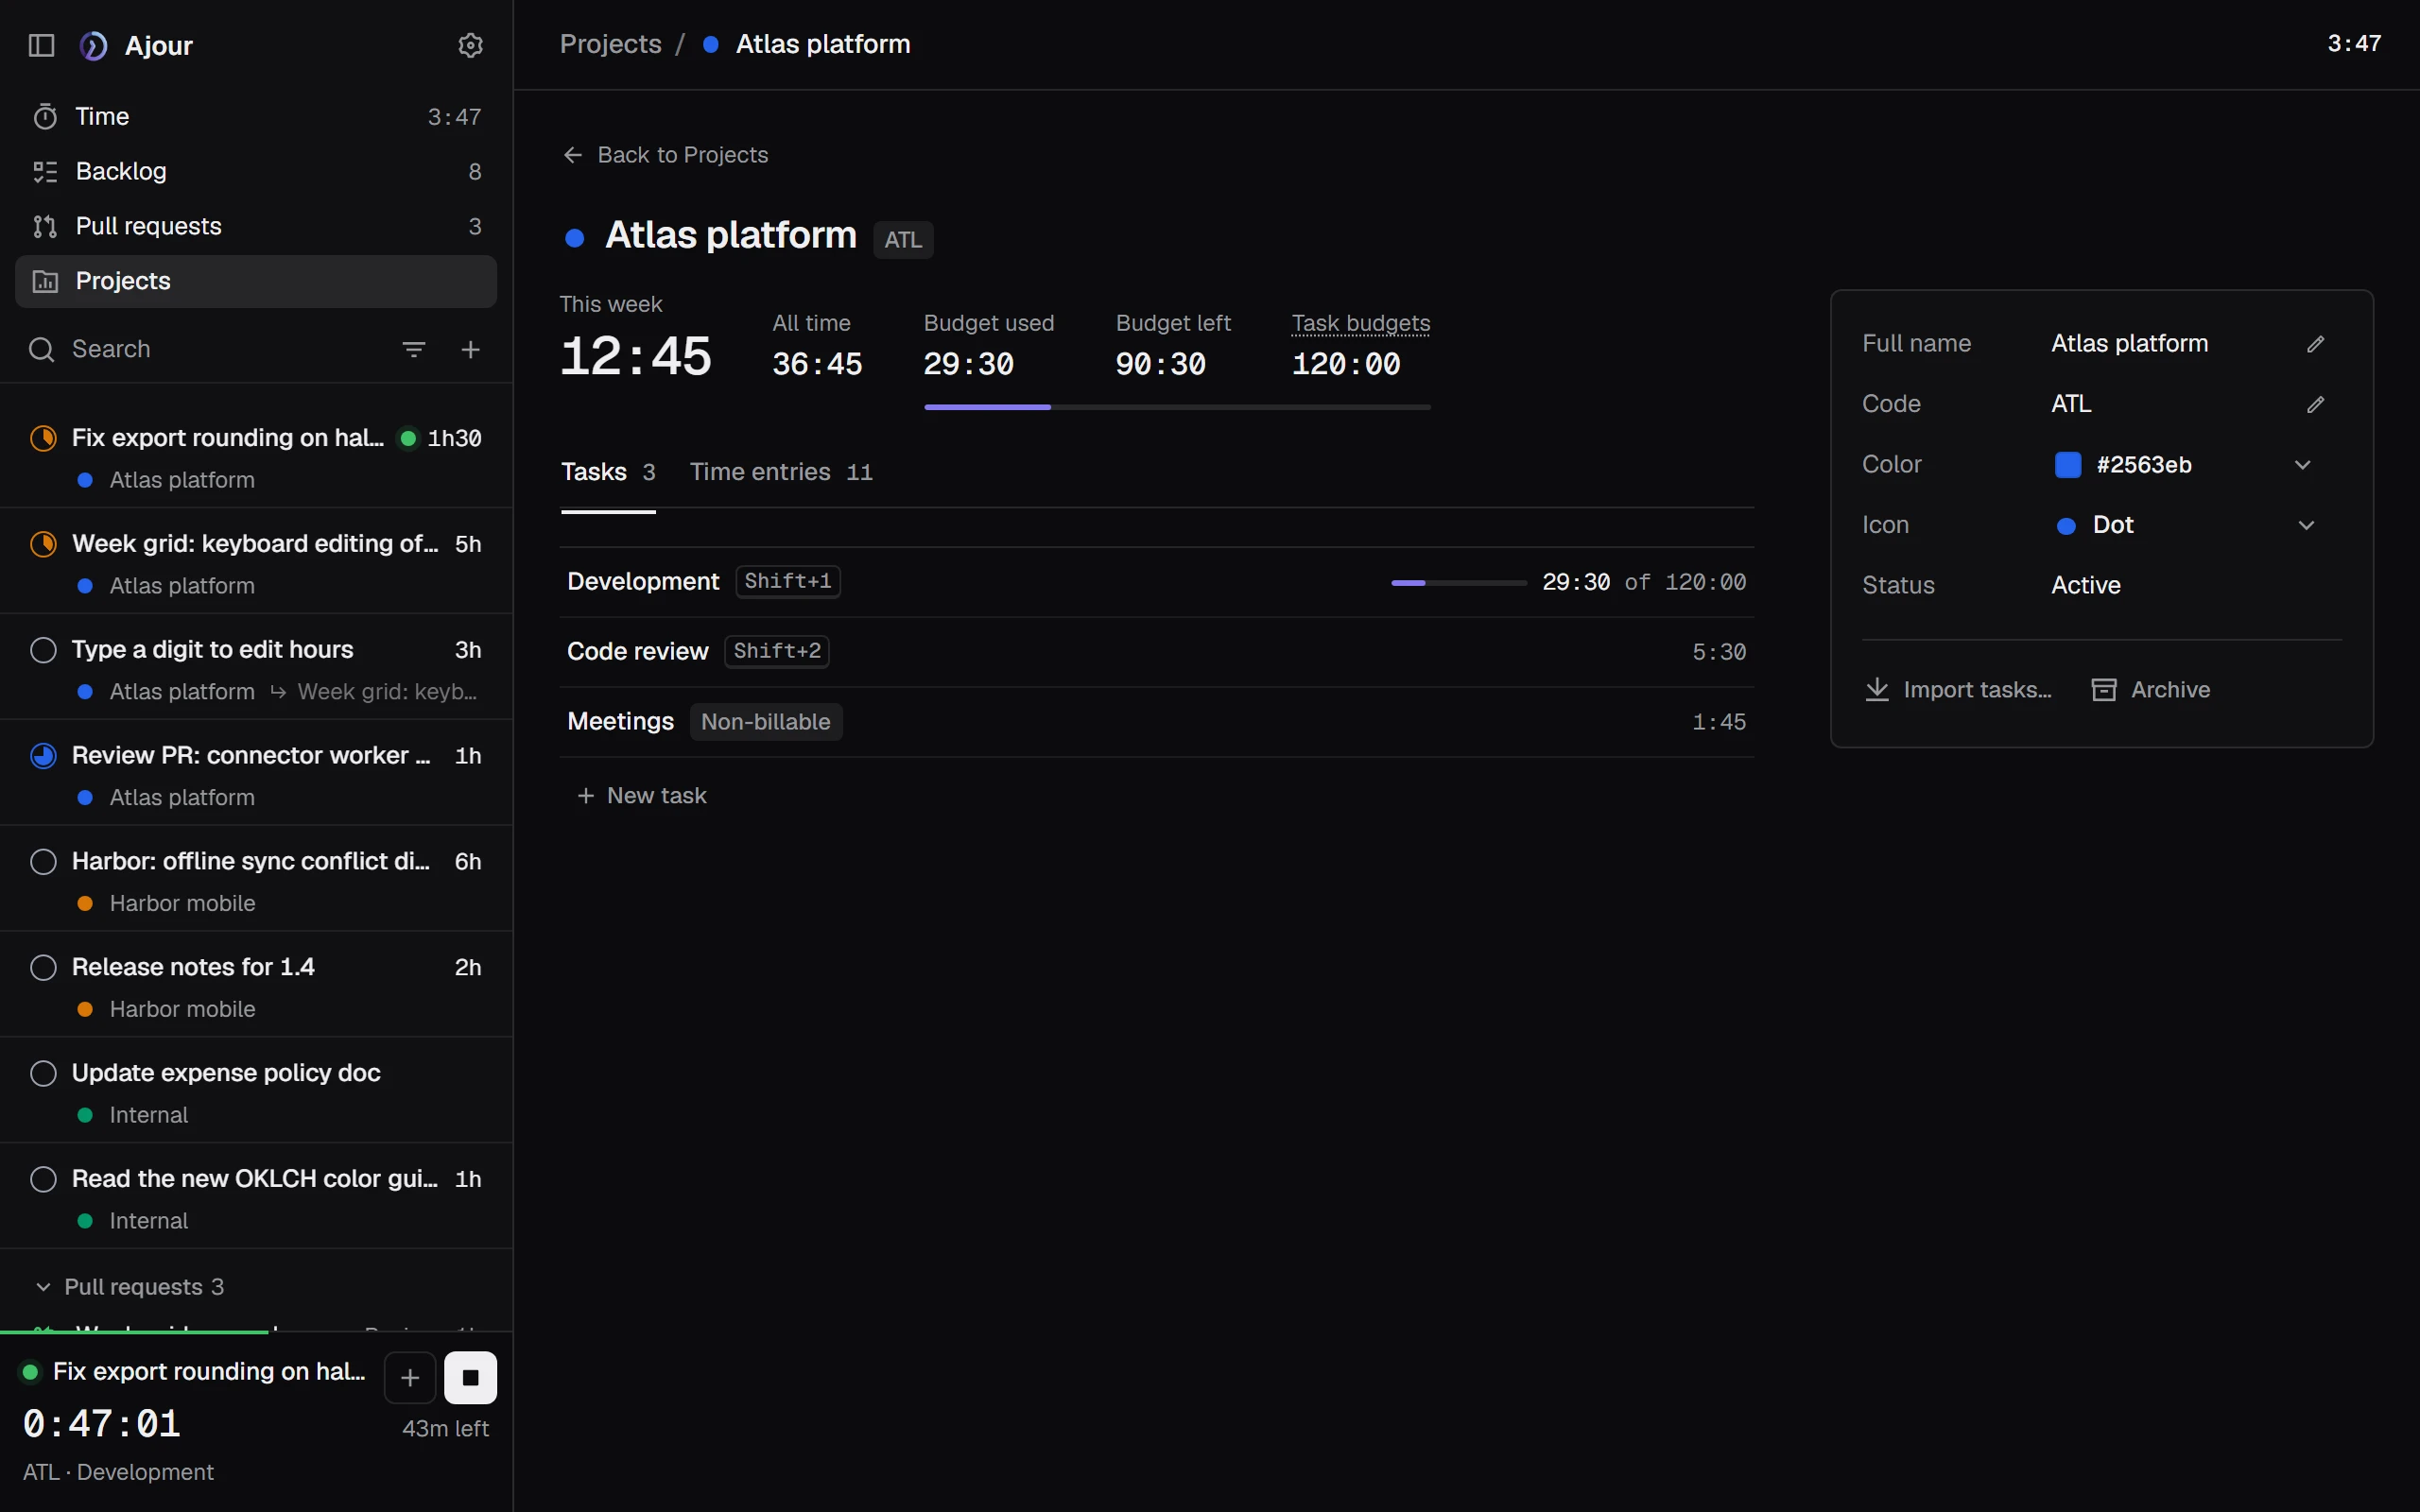 Ajour
Time 3:47
Backlog 8
Pull requests 3
Projects
Search
Fix export rounding on hal... 1h30
Atlas platform
Week grid: keyboard editing of... 5h
Atlas platform
Type a digit to edit hours 3h
Atlas platform Week grid: keyb...
Review PR: connector worker ... 1h
Atlas platform
Harbor: offline sync conflict di... 6h
Harbor mobile
Release notes for 1.4 2h
Harbor mobile
Update expense policy doc
Internal
Read the new OKLCH color gui... 1h
Internal
Pull requests 3
Fix export rounding on hal...
0:47:01 43m left
ATL · Development
Projects / Atlas platform 3:47
Back to Projects
Atlas platform ATL
This week
12:45
All time
36:45
Budget used
29:30
Budget left
90:30
Task budgets
120:00
Tasks 3 Time entries 11
Development Shift+1 29:30 of 120:00
Code review Shift+2 5:30
Meetings Non-billable 1:45
New task
Full name Atlas platform
Code ATL
Color #2563eb
Icon Dot
Status Active
Import tasks... Archive